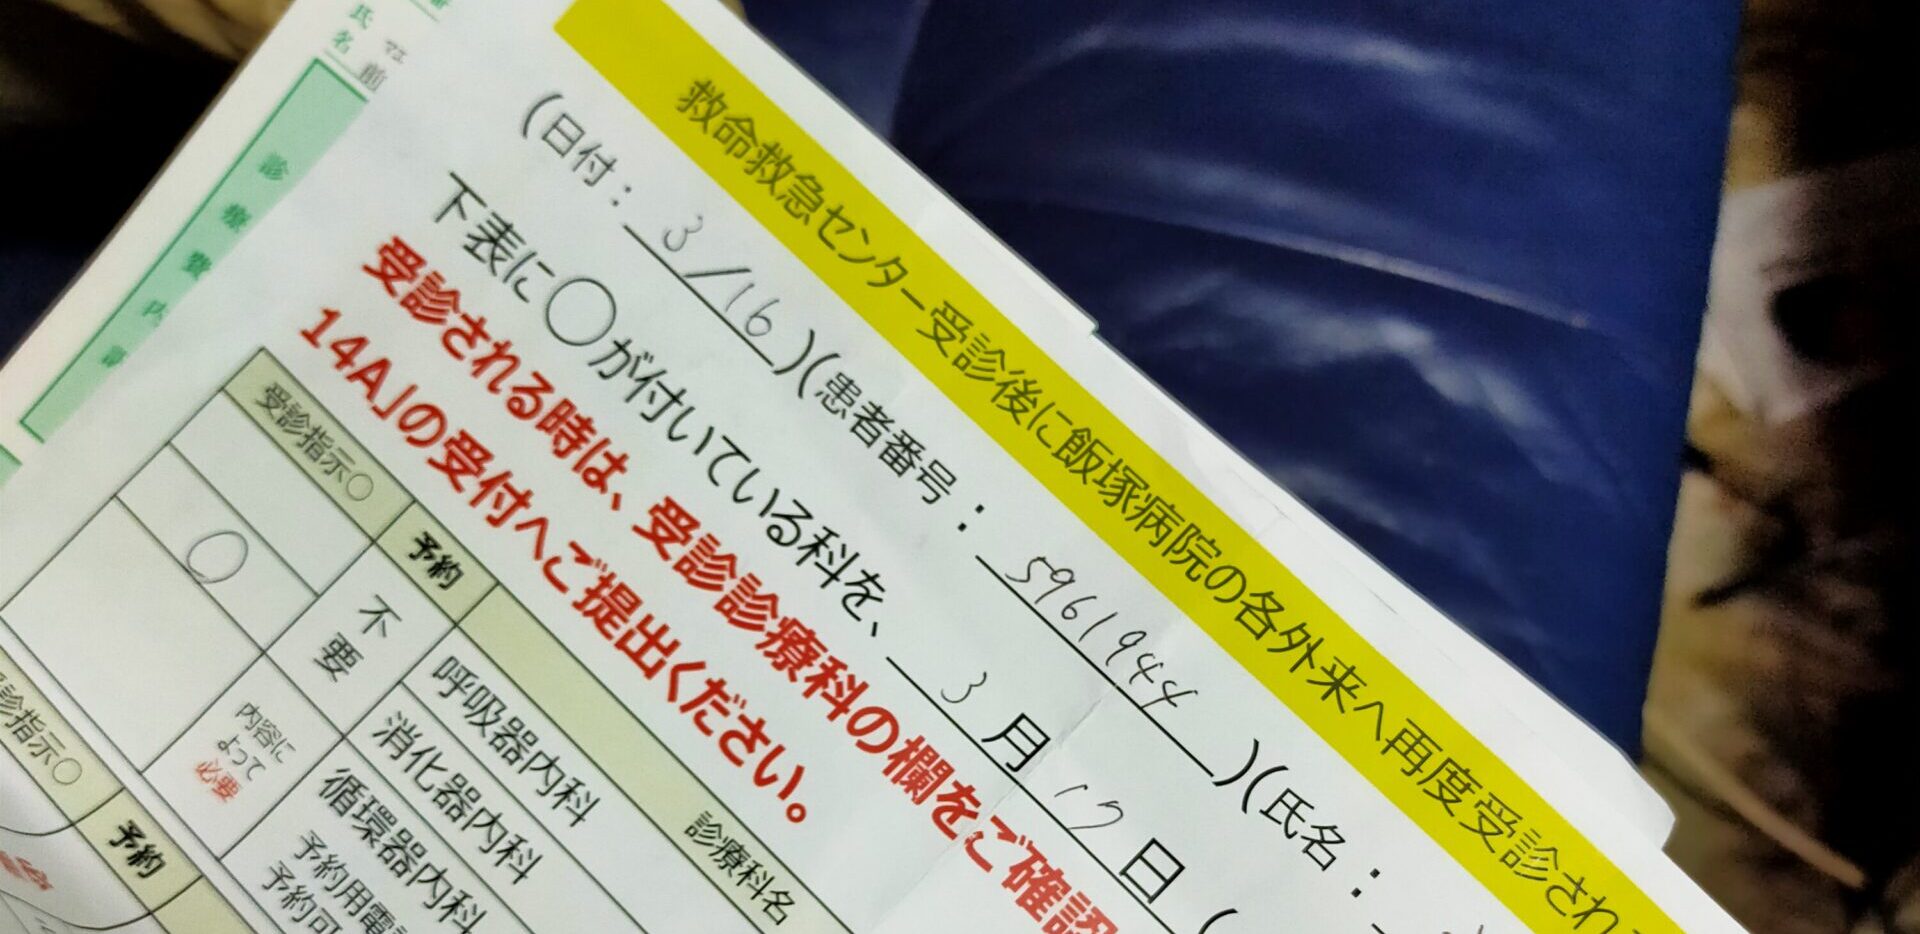 救命救急センター受診後に飯塚病院の各外来へ再度受診され
(日付: 3/16)(患者番号: 5961944)(氏名:
下表に○が付いている科を、3月17日(
受診される時は、受診診療科の欄をご確認
14A」の受付へご提出ください。
受診指示○ 予約 診療科名
不要 呼吸器内科
○ 消化器内科
内容によって必要 循環器内科
予約用電話
予約可
診指示○ 予約
氏名
マエ
前
診療費内訳